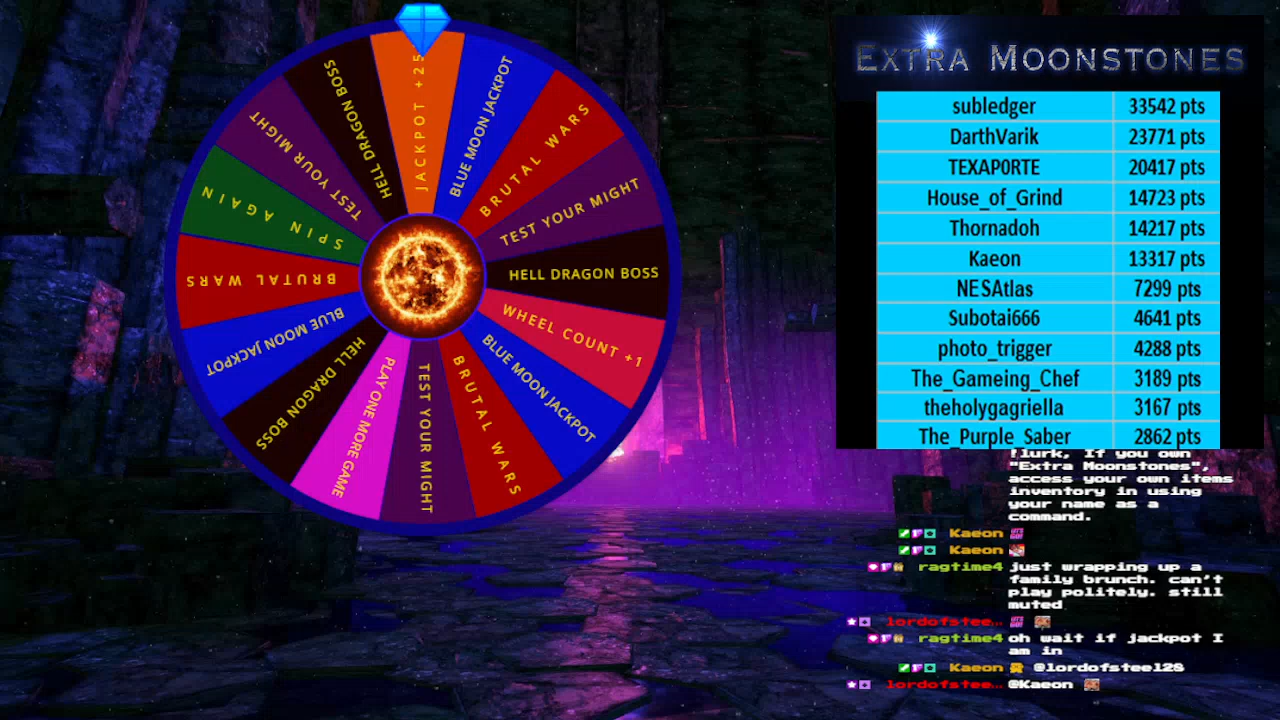 JACKPOT +25
BLUE MOON JACKPOT
BRUTAL WARS
TEST YOUR MIGHT
HELL DRAGON BOSS
WHEEL COUNT +1
BLUE MOON JACKPOT
BRUTAL WARS
TEST YOUR MIGHT
PLAY ONE MORE GAME
HELL DRAGON BOSS
BLUE MOON JACKPOT
BRUTAL WARS
SPIN AGAIN
TEST YOUR MIGHT
HELL DRAGON BOSS
EXTRA MOONSTONES
subledger 33542 pts
DarthVarik 23771 pts
TEXAP0RTE 20417 pts
House_of_Grind 14723 pts
Thornadoh 14217 pts
Kaeon 13317 pts
NESAtlas 7299 pts
Subotai666 4641 pts
photo_trigger 4288 pts
The_Gameing_Chef 3189 pts
theholygagriella 3167 pts
The_Purple_Saber 2862 pts
!lurk, If you own
"Extra Moonstones",
access your own items
inventory in using
your name as a
command.
Kaeon
Kaeon
ragtime4 just wrapping up a
family brunch. can't
play politely. still
muted
lordofstee...
ragtime4 oh wait if jackpot I
am in
Kaeon @lordofsteel28
lordofstee... @Kaeon